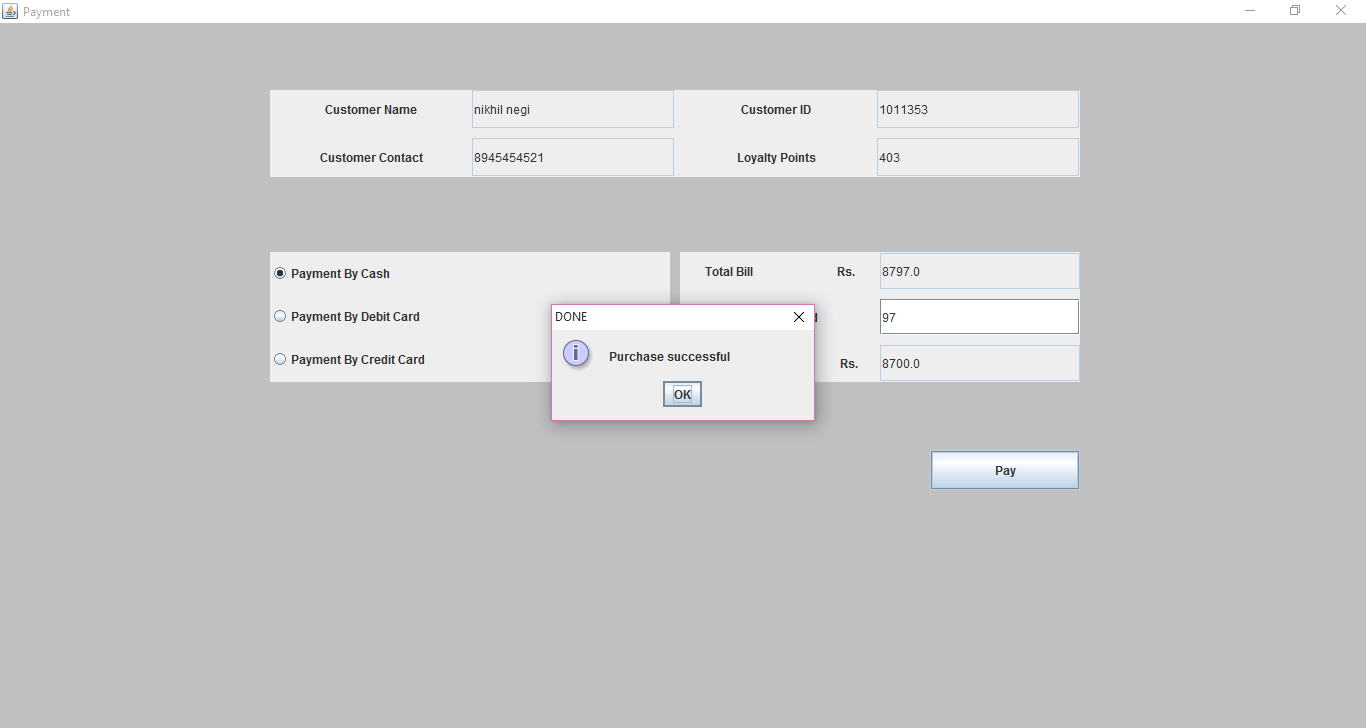 Payment
Customer Name nikhil negi Customer ID 1011353
Customer Contact 8945454521 Loyalty Points 403
Payment By Cash
Payment By Debit Card
Payment By Credit Card
Total Bill Rs. 8797.0
97
Rs. 8700.0
DONE
Purchase successful
OK
Pay